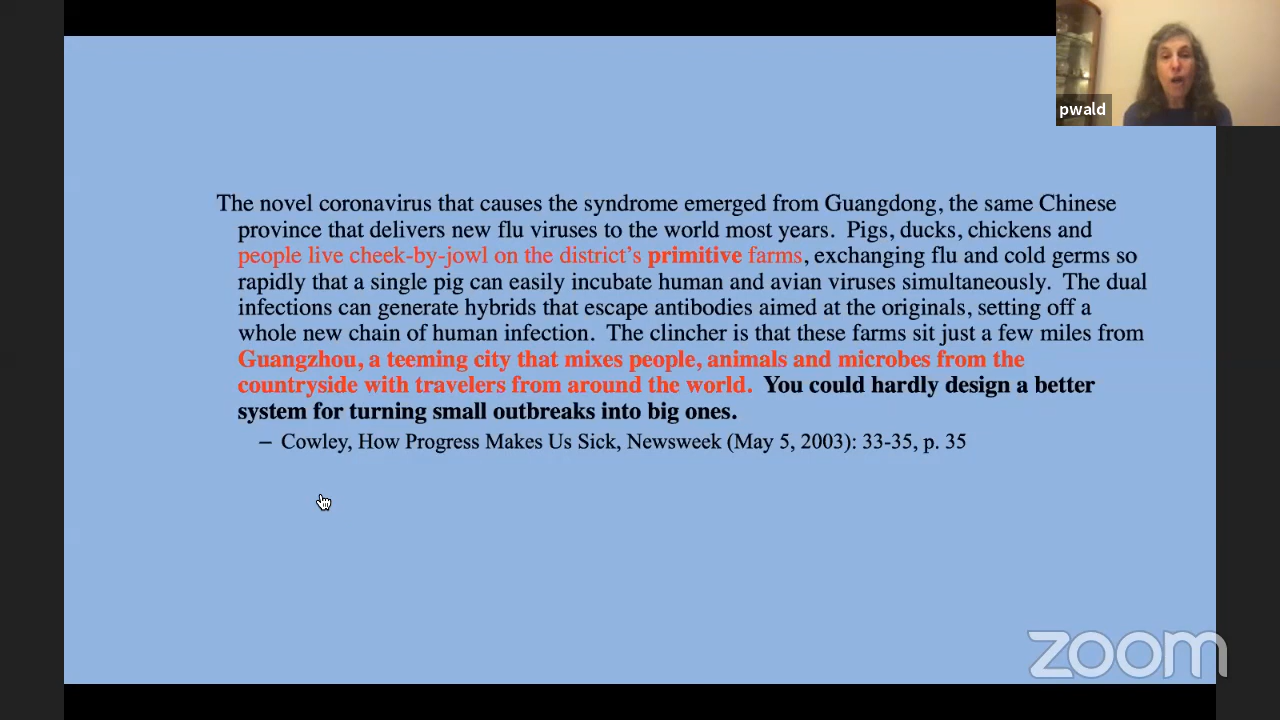 pwald
The novel coronavirus that causes the syndrome emerged from Guangdong, the same Chinese
province that delivers new flu viruses to the world most years.  Pigs, ducks, chickens and
people live cheek-by-jowl on the district's primitive farms, exchanging flu and cold germs so
rapidly that a single pig can easily incubate human and avian viruses simultaneously.  The dual
infections can generate hybrids that escape antibodies aimed at the originals, setting off a
whole new chain of human infection.  The clincher is that these farms sit just a few miles from
Guangzhou, a teeming city that mixes people, animals and microbes from the
countryside with travelers from around the world.  You could hardly design a better
system for turning small outbreaks into big ones.
– Cowley, How Progress Makes Us Sick, Newsweek (May 5, 2003): 33-35, p. 35
zoom